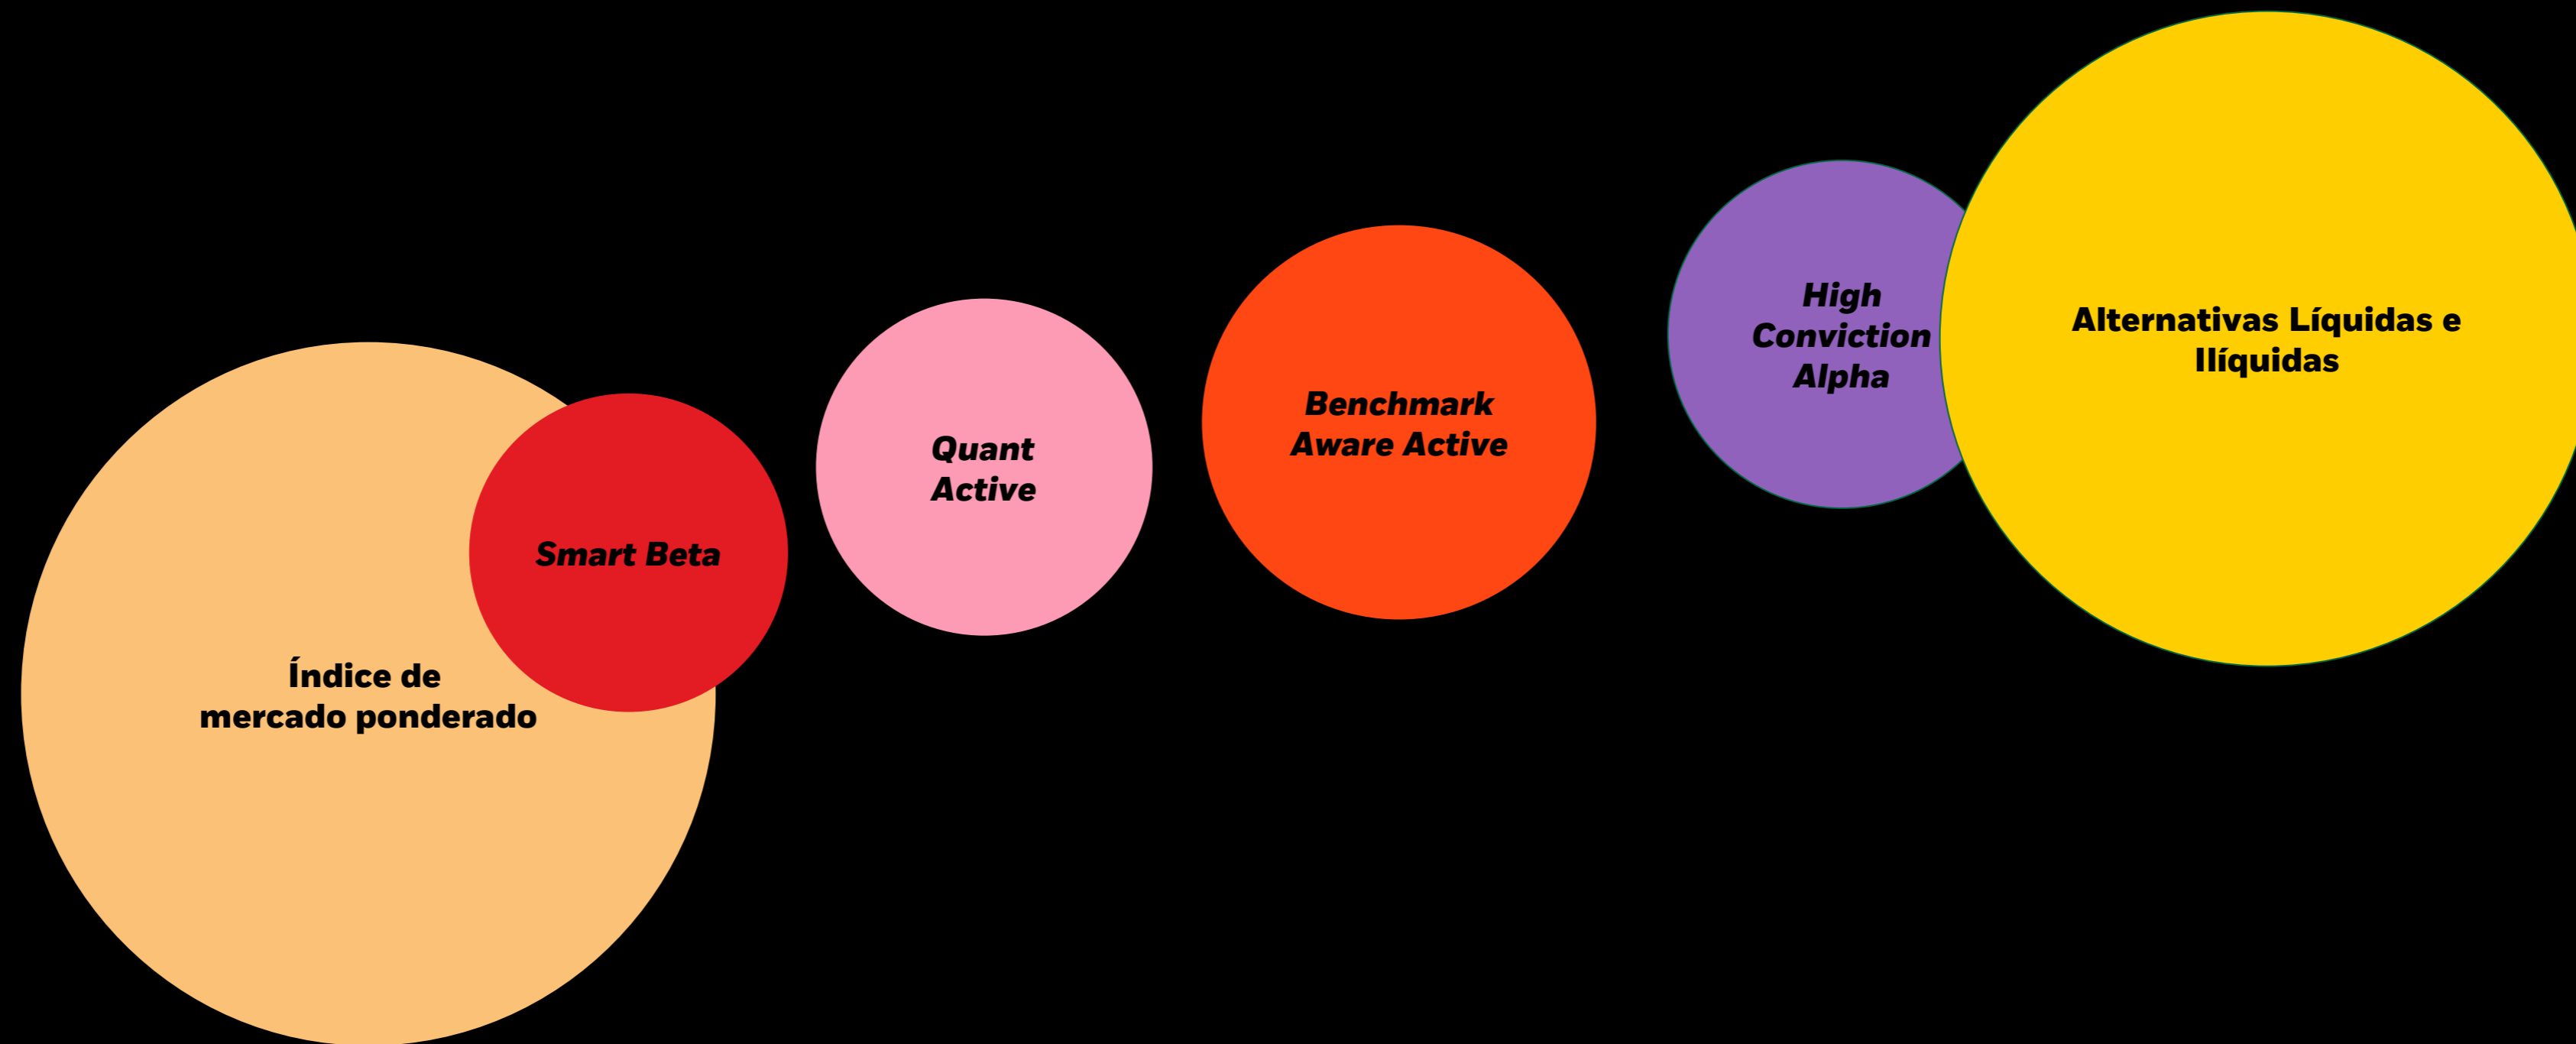 Índice de
mercado ponderado
Smart Beta
Quant
Active
Benchmark
Aware Active
High
Conviction
Alpha
Alternativas Líquidas e
Ilíquidas